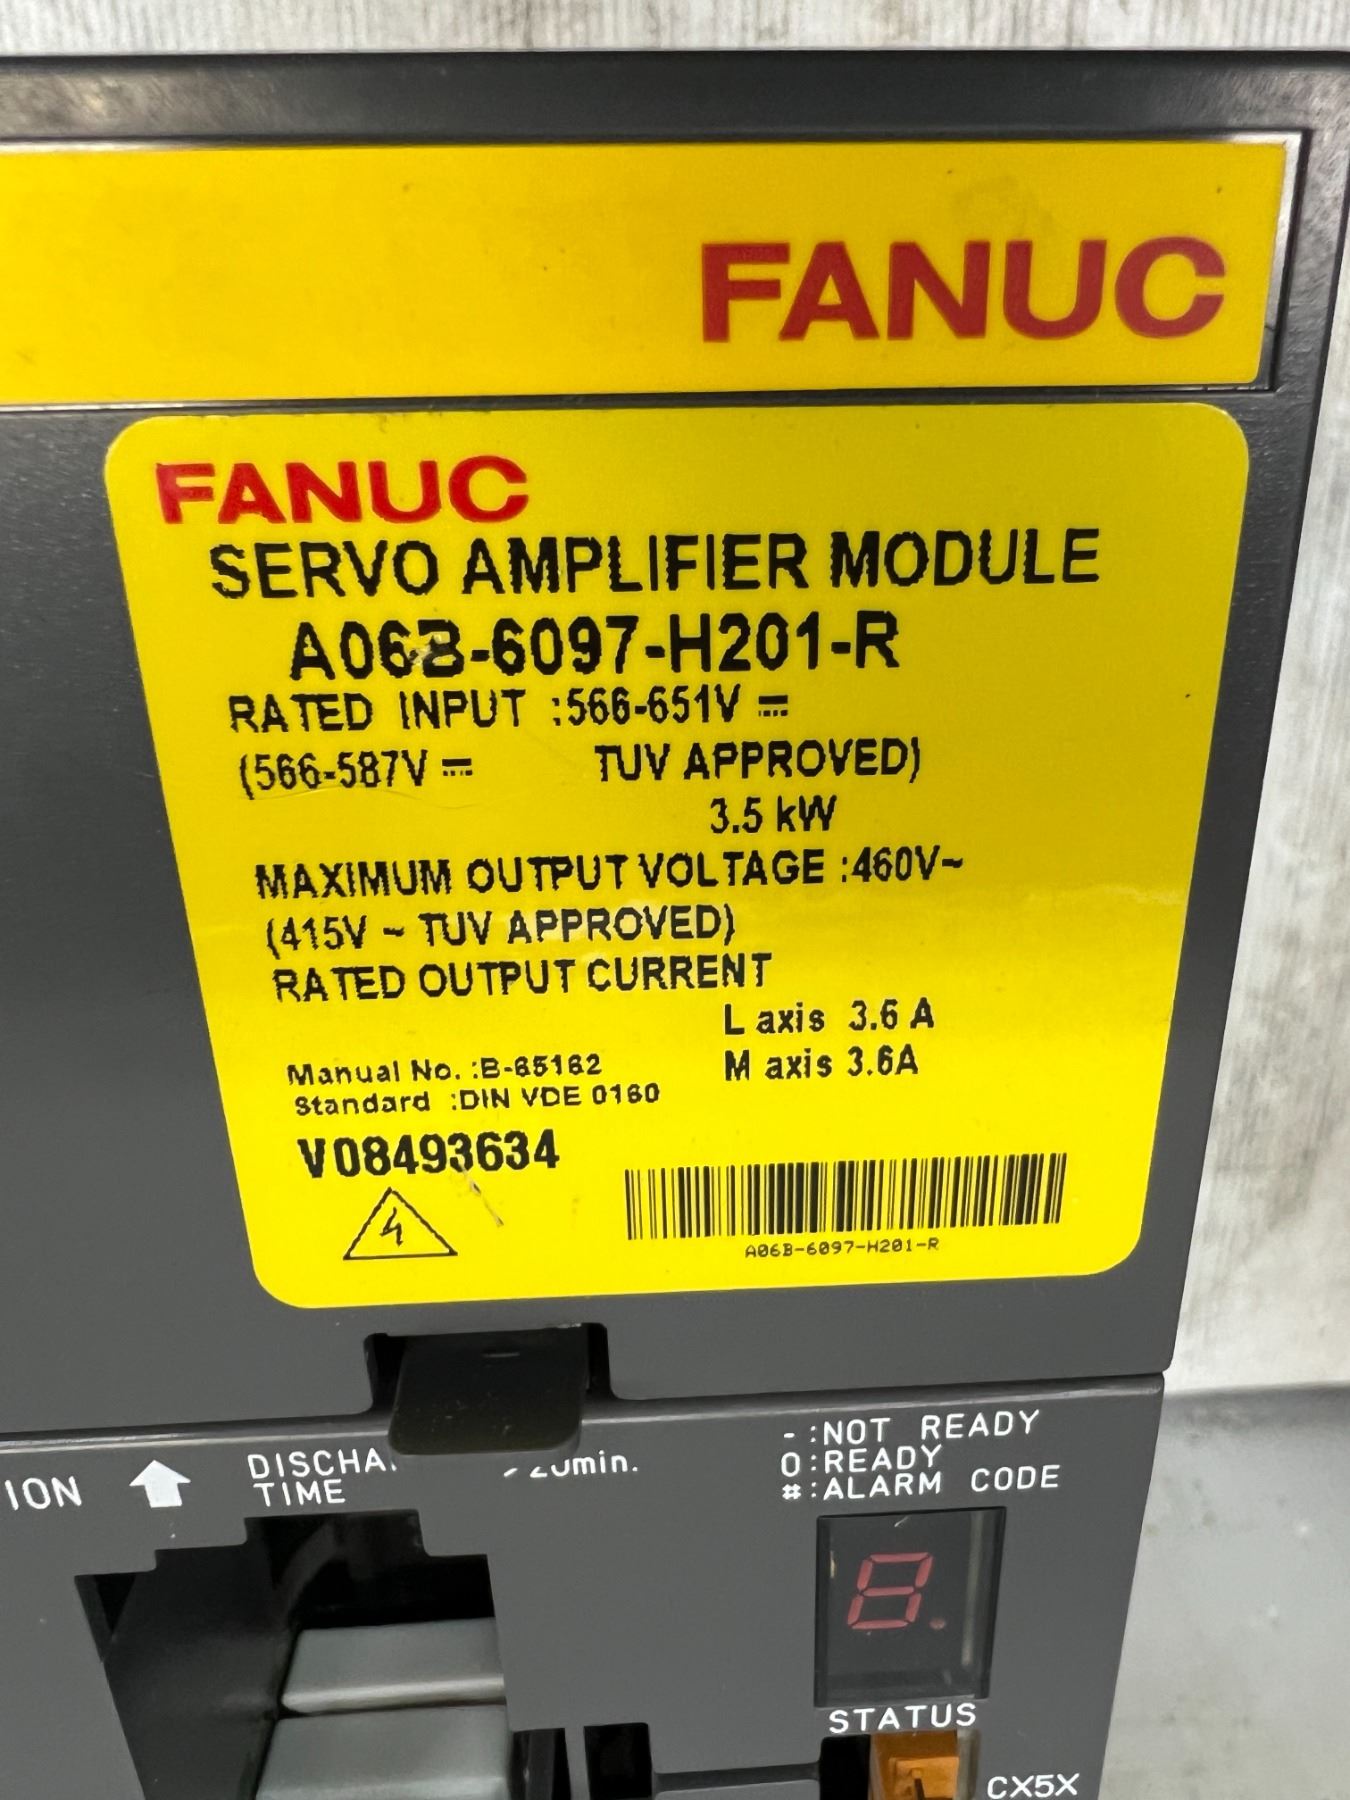 FANUC
FANUC
SERVO AMPLIFIER MODULE
A06B-6097-H201-R
RATED INPUT :566-651V ⎓
(566-587V ⎓ TUV APPROVED)
3.5 kW
MAXIMUM OUTPUT VOLTAGE :460V~
(415V ~ TUV APPROVED)
RATED OUTPUT CURRENT
L axis 3.6 A
M axis 3.6A
Manual No. :B-65162
Standard :DIN VDE 0160
V08493634
A06B-6097-H201-R
- :NOT READY
0:READY
#:ALARM CODE
TIME
8.
STATUS
CX5X